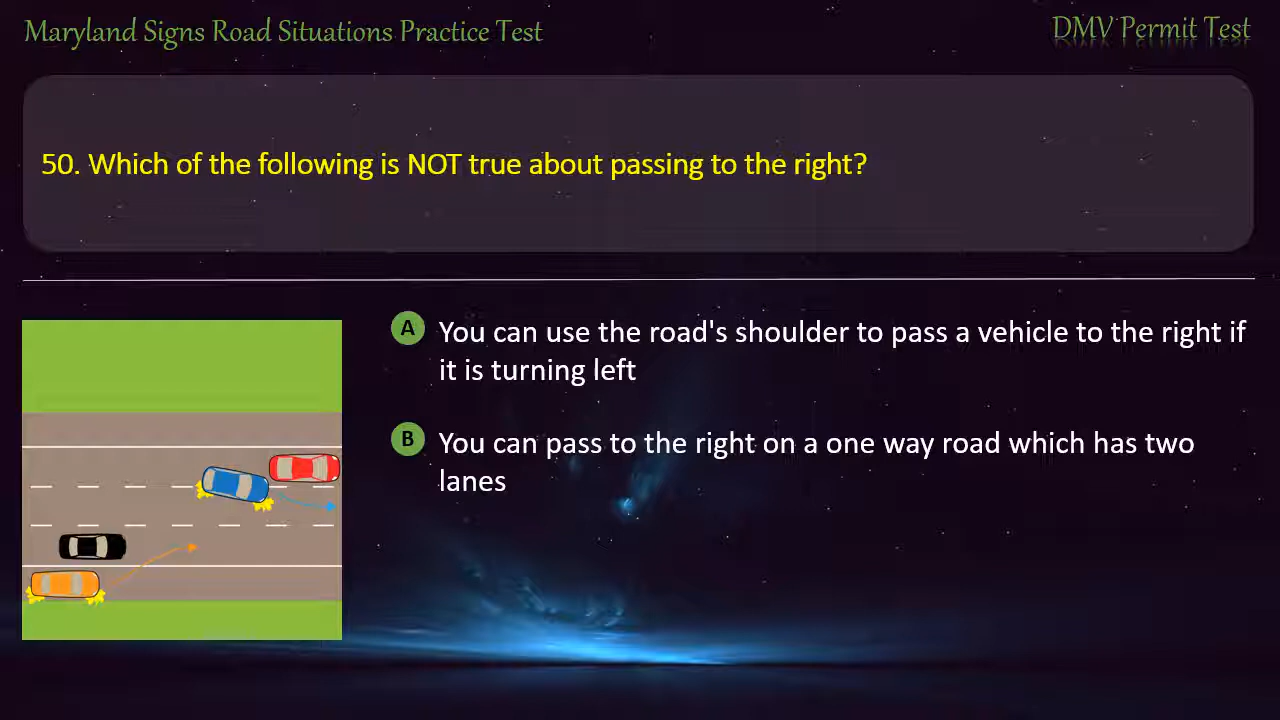 Maryland Signs Road Situations Practice Test
DMV Permit Test
50. Which of the following is NOT true about passing to the right?
A You can use the road's shoulder to pass a vehicle to the right if
it is turning left
B You can pass to the right on a one way road which has two
lanes